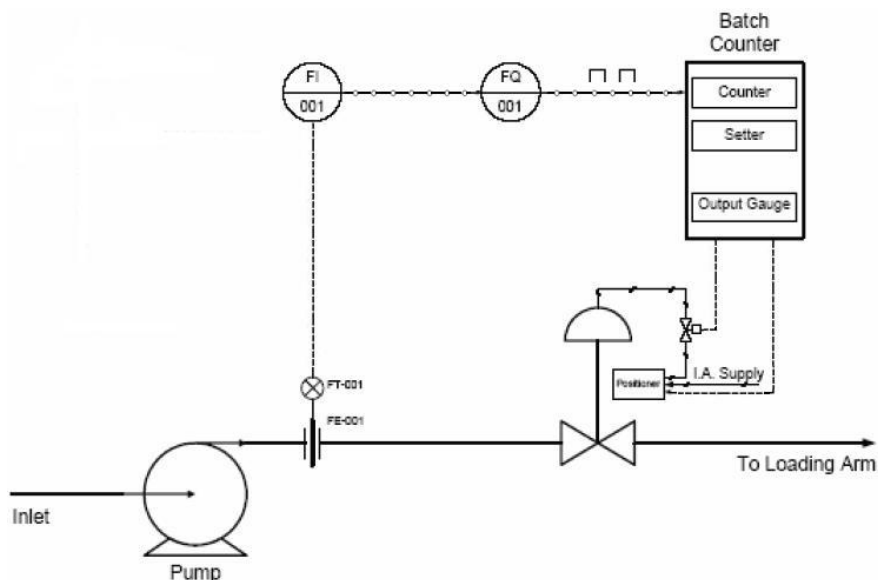 Batch
Counter
FI
001
FQ
001
Counter
Setter
Output Gauge
I.A. Supply
Positioner
FT-001
FE-001
To Loading Arm
Inlet
Pump